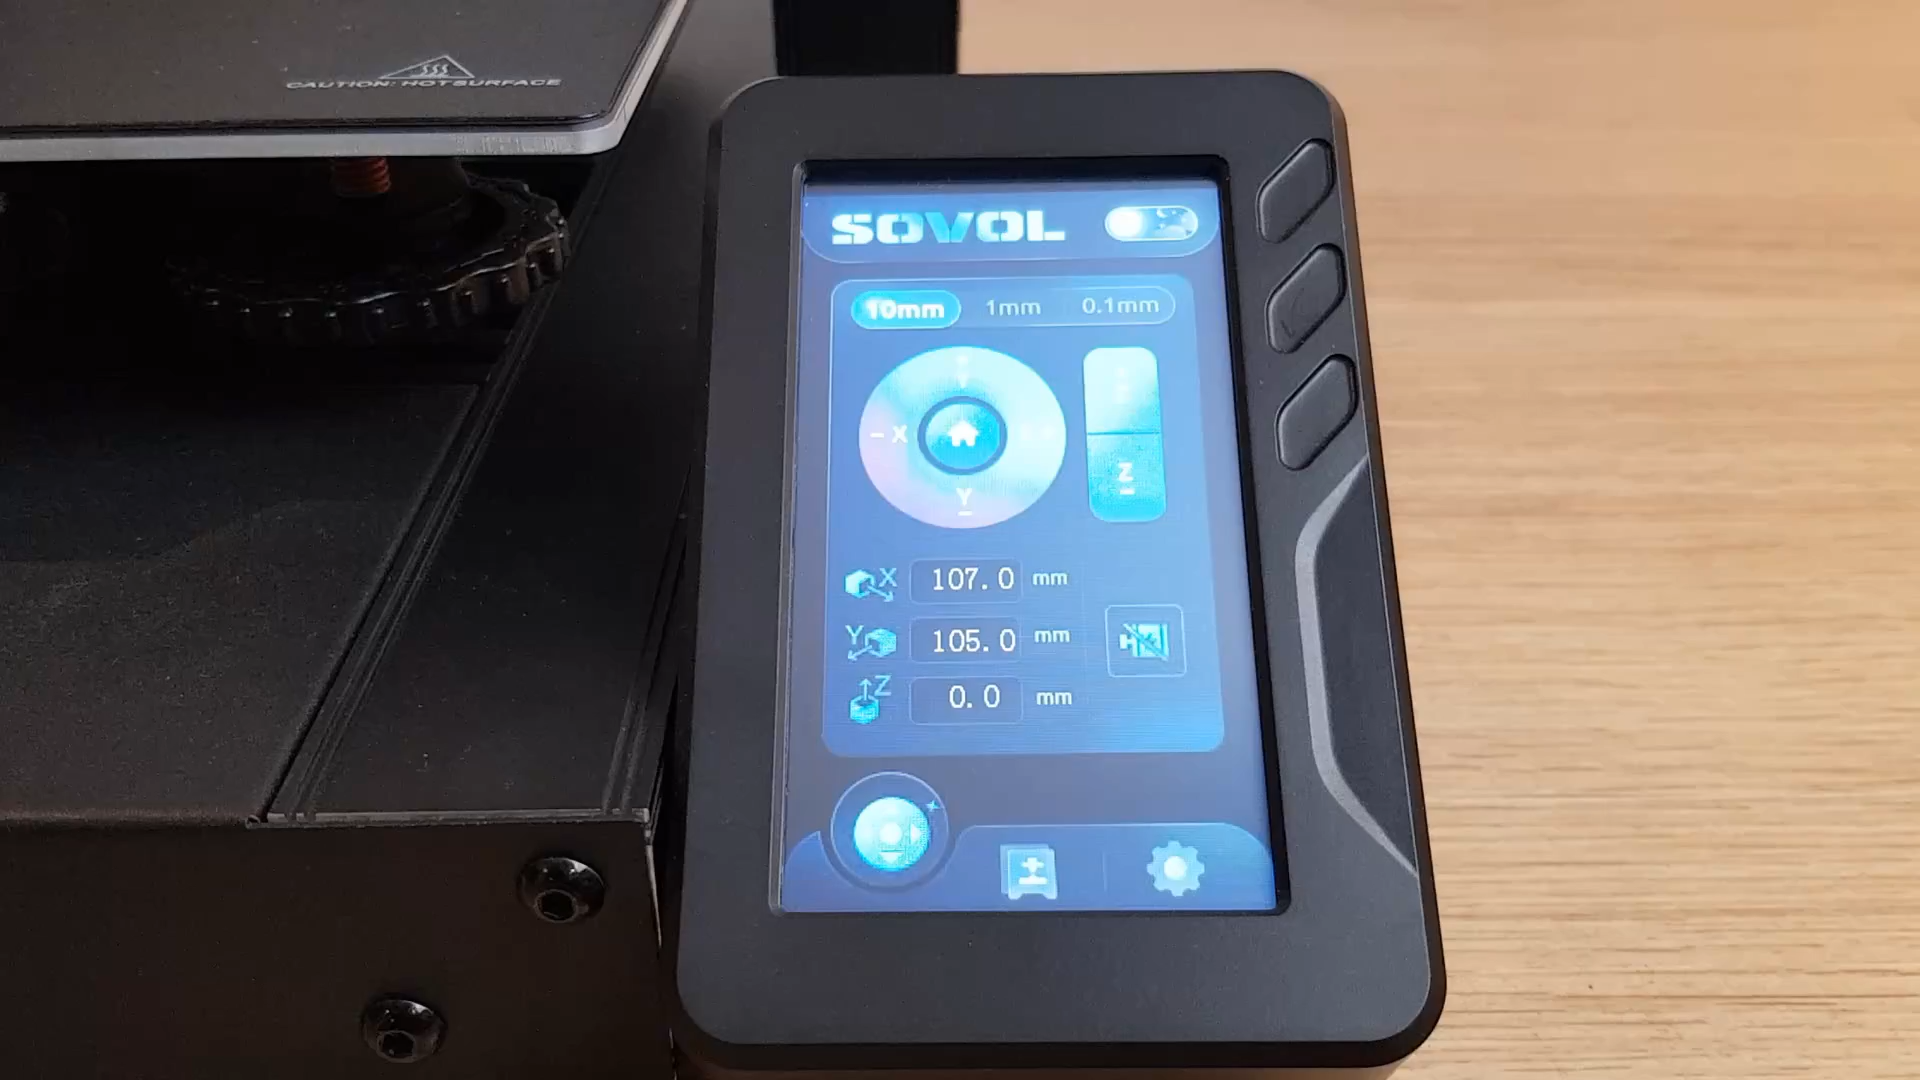 CAUTION: HOT SURFACE
SOVOL
10mm 1mm 0.1mm
- X
Y
-
Z
-
X 107.0 mm
Y 105.0 mm
Z 0.0 mm